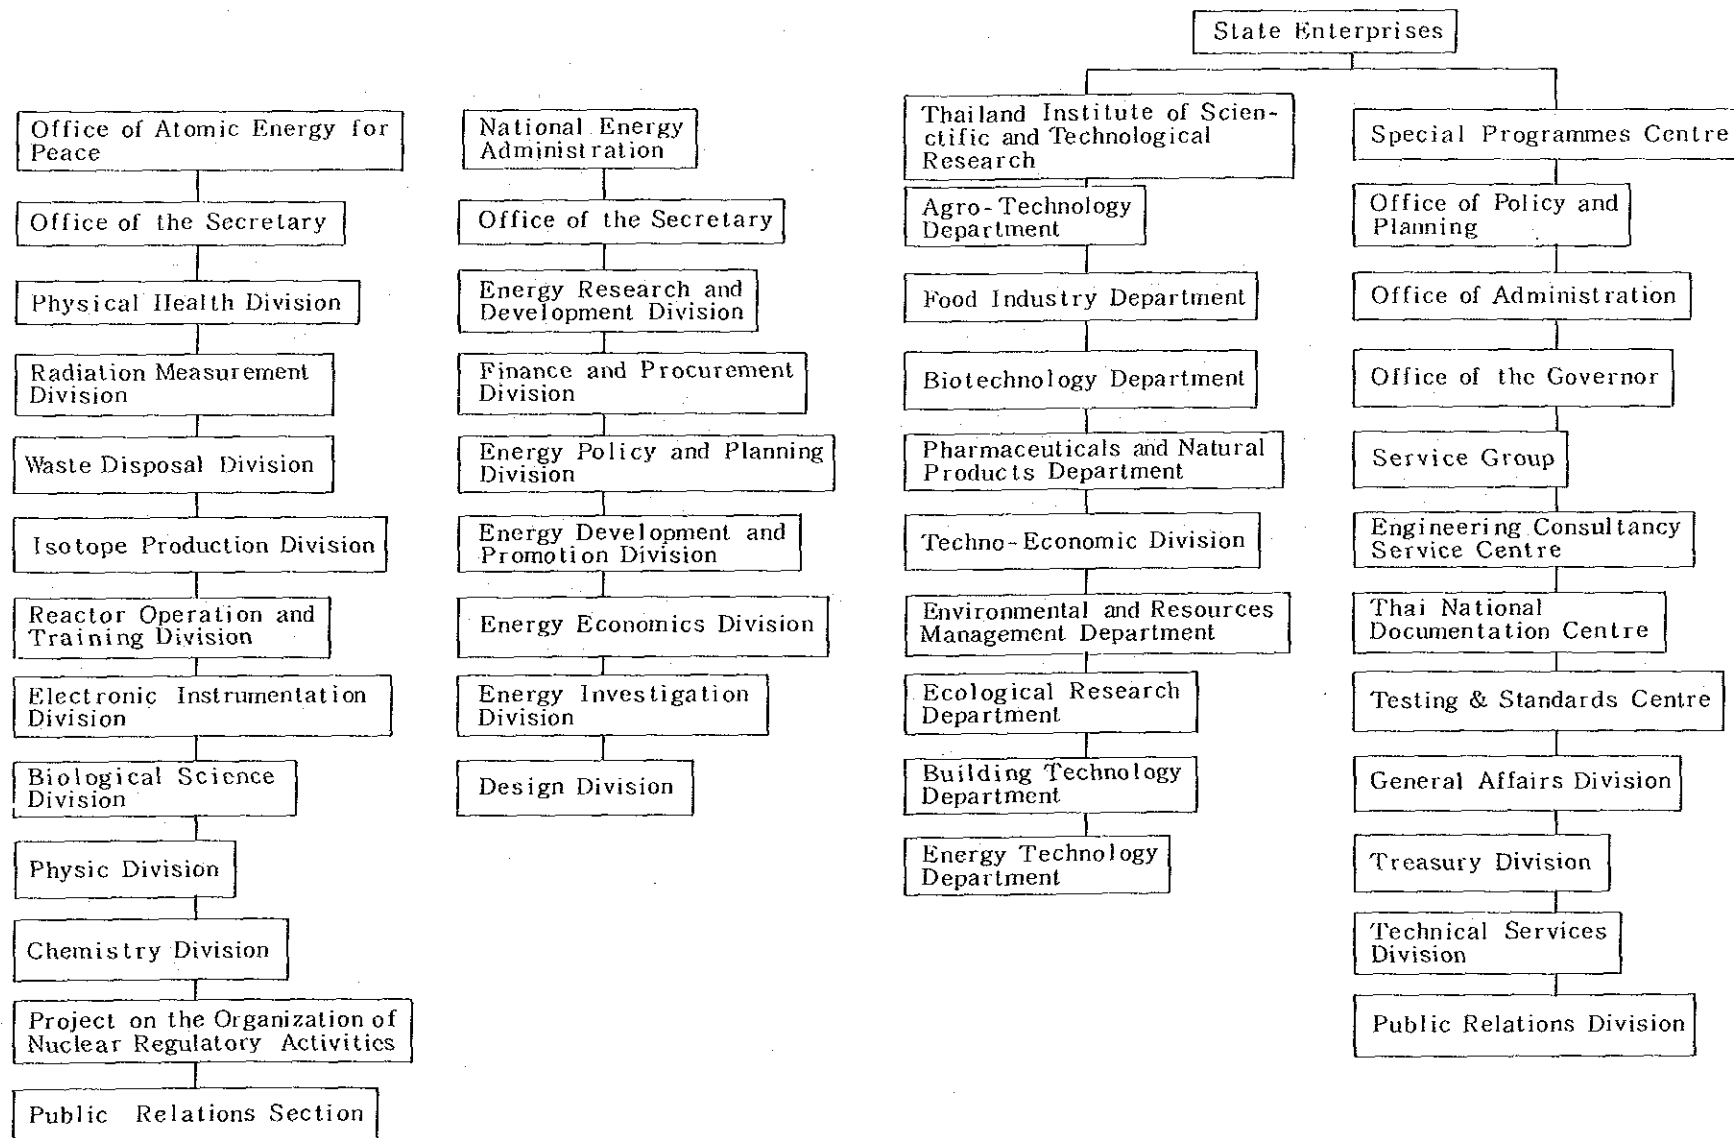 State Enterprises
Office of Atomic Energy for
Peace
Office of the Secretary
Physical Health Division
Radiation Measurement
Division
Waste Disposal Division
Isotope Production Division
Reactor Operation and
Training Division
Electronic Instrumentation
Division
Biological Science
Division
Physic Division
Chemistry Division
Project on the Organization of
Nuclear Regulatory Activities
Public Relations Section
National Energy
Administration
Office of the Secretary
Energy Research and
Development Division
Finance and Procurement
Division
Energy Policy and Planning
Division
Energy Development and
Promotion Division
Energy Economics Division
Energy Investigation
Division
Design Division
Thailand Institute of Scien-
ctific and Technological
Research
Agro-Technology
Department
Food Industry Department
Biotechnology Department
Pharmaceuticals and Natural
Products Department
Techno-Economic Division
Environmental and Resources
Management Department
Ecological Research
Department
Building Technology
Department
Energy Technology
Department
Special Programmes Centre
Office of Policy and
Planning
Office of Administration
Office of the Governor
Service Group
Engineering Consultancy
Service Centre
Thai National
Documentation Centre
Testing & Standards Centre
General Affairs Division
Treasury Division
Technical Services
Division
Public Relations Division